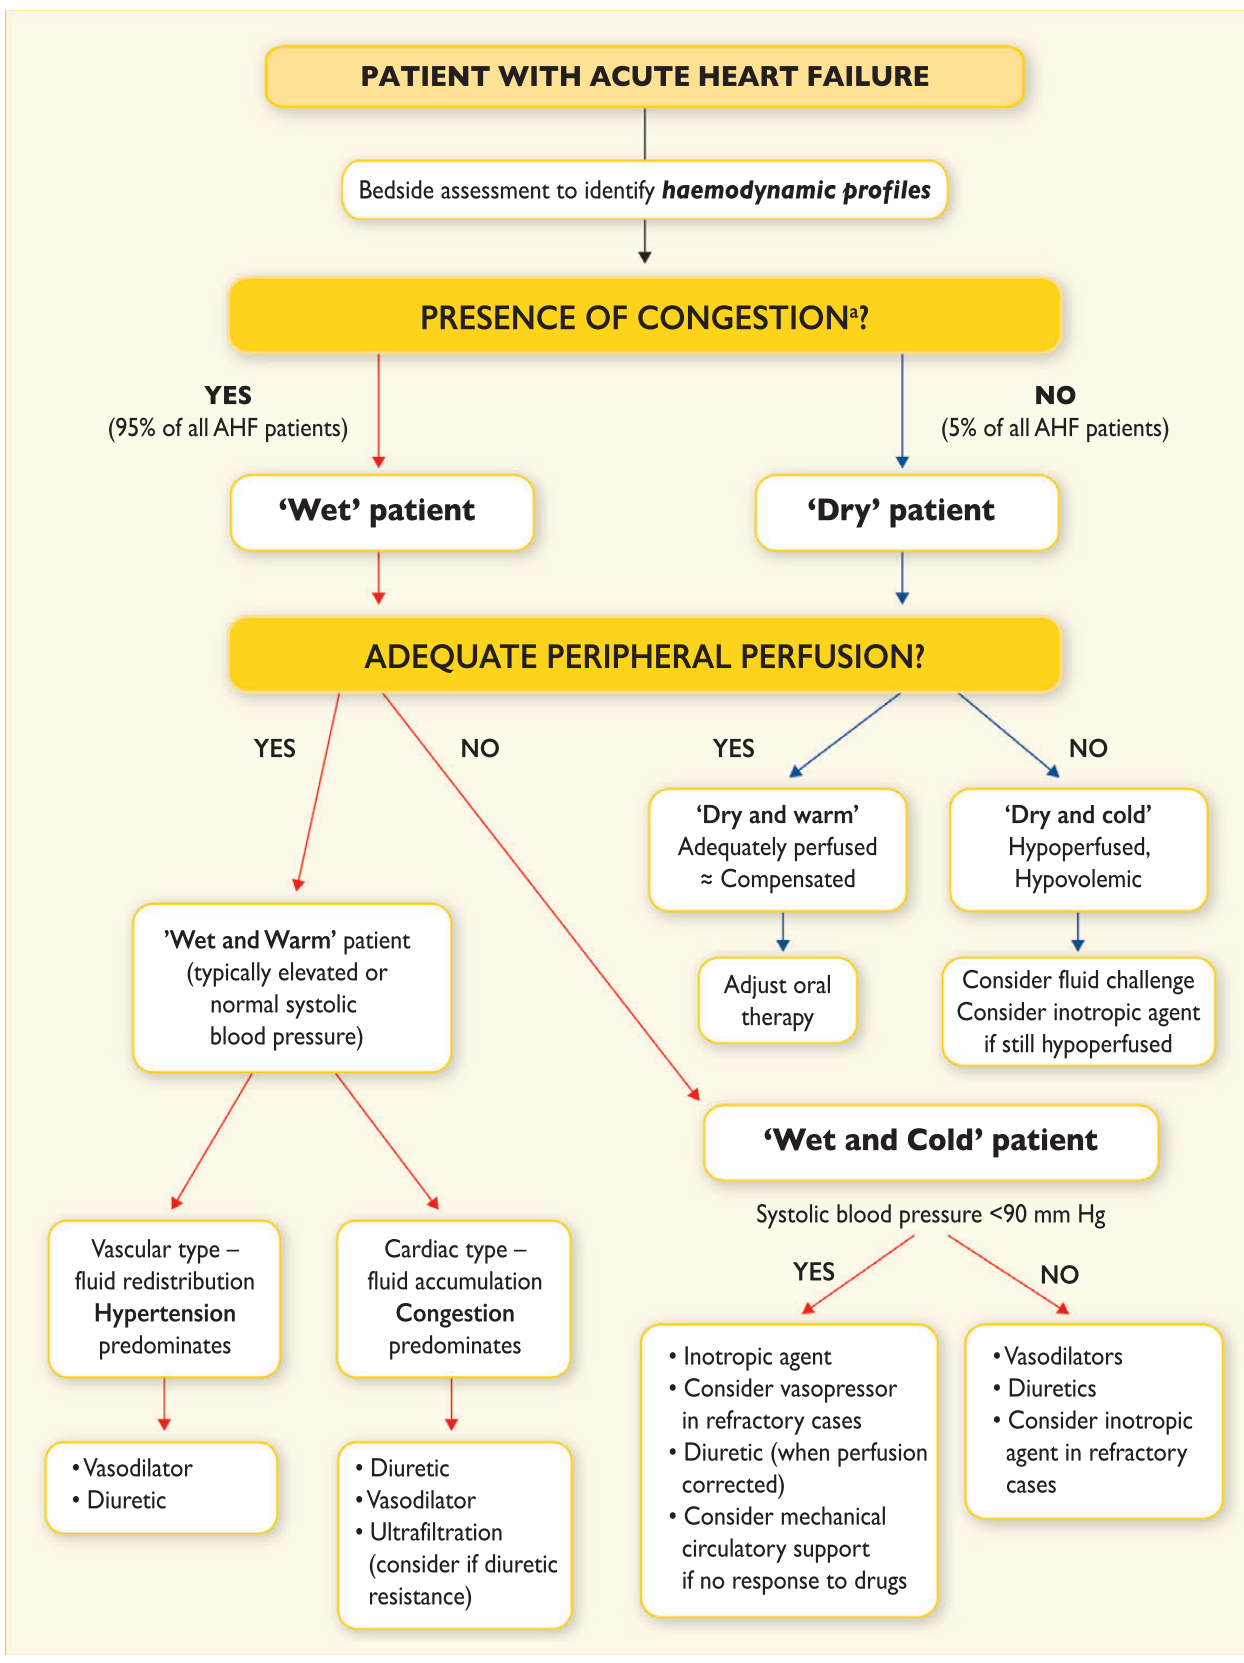 PATIENT WITH ACUTE HEART FAILURE
Bedside assessment to identify haemodynamic profiles
PRESENCE OF CONGESTIONᵃ?
YES
(95% of all AHF patients)
NO
(5% of all AHF patients)
‘Wet’ patient
‘Dry’ patient
ADEQUATE PERIPHERAL PERFUSION?
YES
NO
YES
NO
‘Dry and warm’
Adequately perfused
≈ Compensated
‘Dry and cold’
Hypoperfused,
Hypovolemic
’Wet and Warm’ patient
(typically elevated or
normal systolic
blood pressure)
Adjust oral
therapy
Consider fluid challenge
Consider inotropic agent
if still hypoperfused
‘Wet and Cold’ patient
Systolic blood pressure <90 mm Hg
YES
NO
Vascular type –
fluid redistribution
Hypertension
predominates
Cardiac type –
fluid accumulation
Congestion
predominates
• Vasodilator
• Diuretic
• Diuretic
• Vasodilator
• Ultrafiltration
(consider if diuretic
resistance)
• Inotropic agent
• Consider vasopressor
in refractory cases
• Diuretic (when perfusion
corrected)
• Consider mechanical
circulatory support
if no response to drugs
• Vasodilators
• Diuretics
• Consider inotropic
agent in refractory
cases